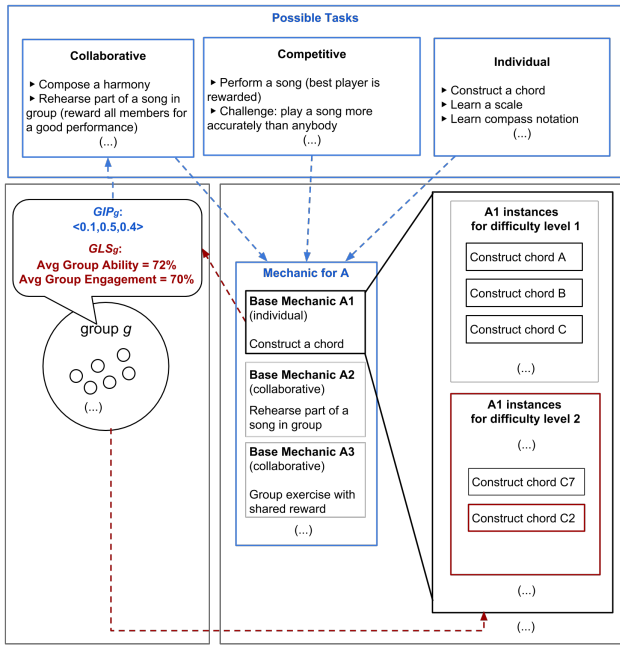 Possible Tasks
Collaborative
‣ Compose a harmony
‣ Rehearse part of a song in
group (reward all members for
a good performance)
(...)
Competitive
‣ Perform a song (best player is
rewarded)
‣ Challenge: play a song more
accurately than anybody
(...)
Individual
‣ Construct a chord
‣ Learn a scale
‣ Learn compass notation
(...)
GIPg:
<0.1,0.5,0.4>
GLSg:
Avg Group Ability = 72%
Avg Group Engagement = 70%
group g
(...)
Mechanic for A
Base Mechanic A1
(individual)
Construct a chord
Base Mechanic A2
(collaborative)
Rehearse part of a
song in group
Base Mechanic A3
(collaborative)
Group exercise with
shared reward
(...)
A1 instances
for difficulty level 1
Construct chord A
Construct chord B
Construct chord C
(...)
A1 instances
for difficulty level 2
(...)
Construct chord C7
Construct chord C2
(...)
(...)